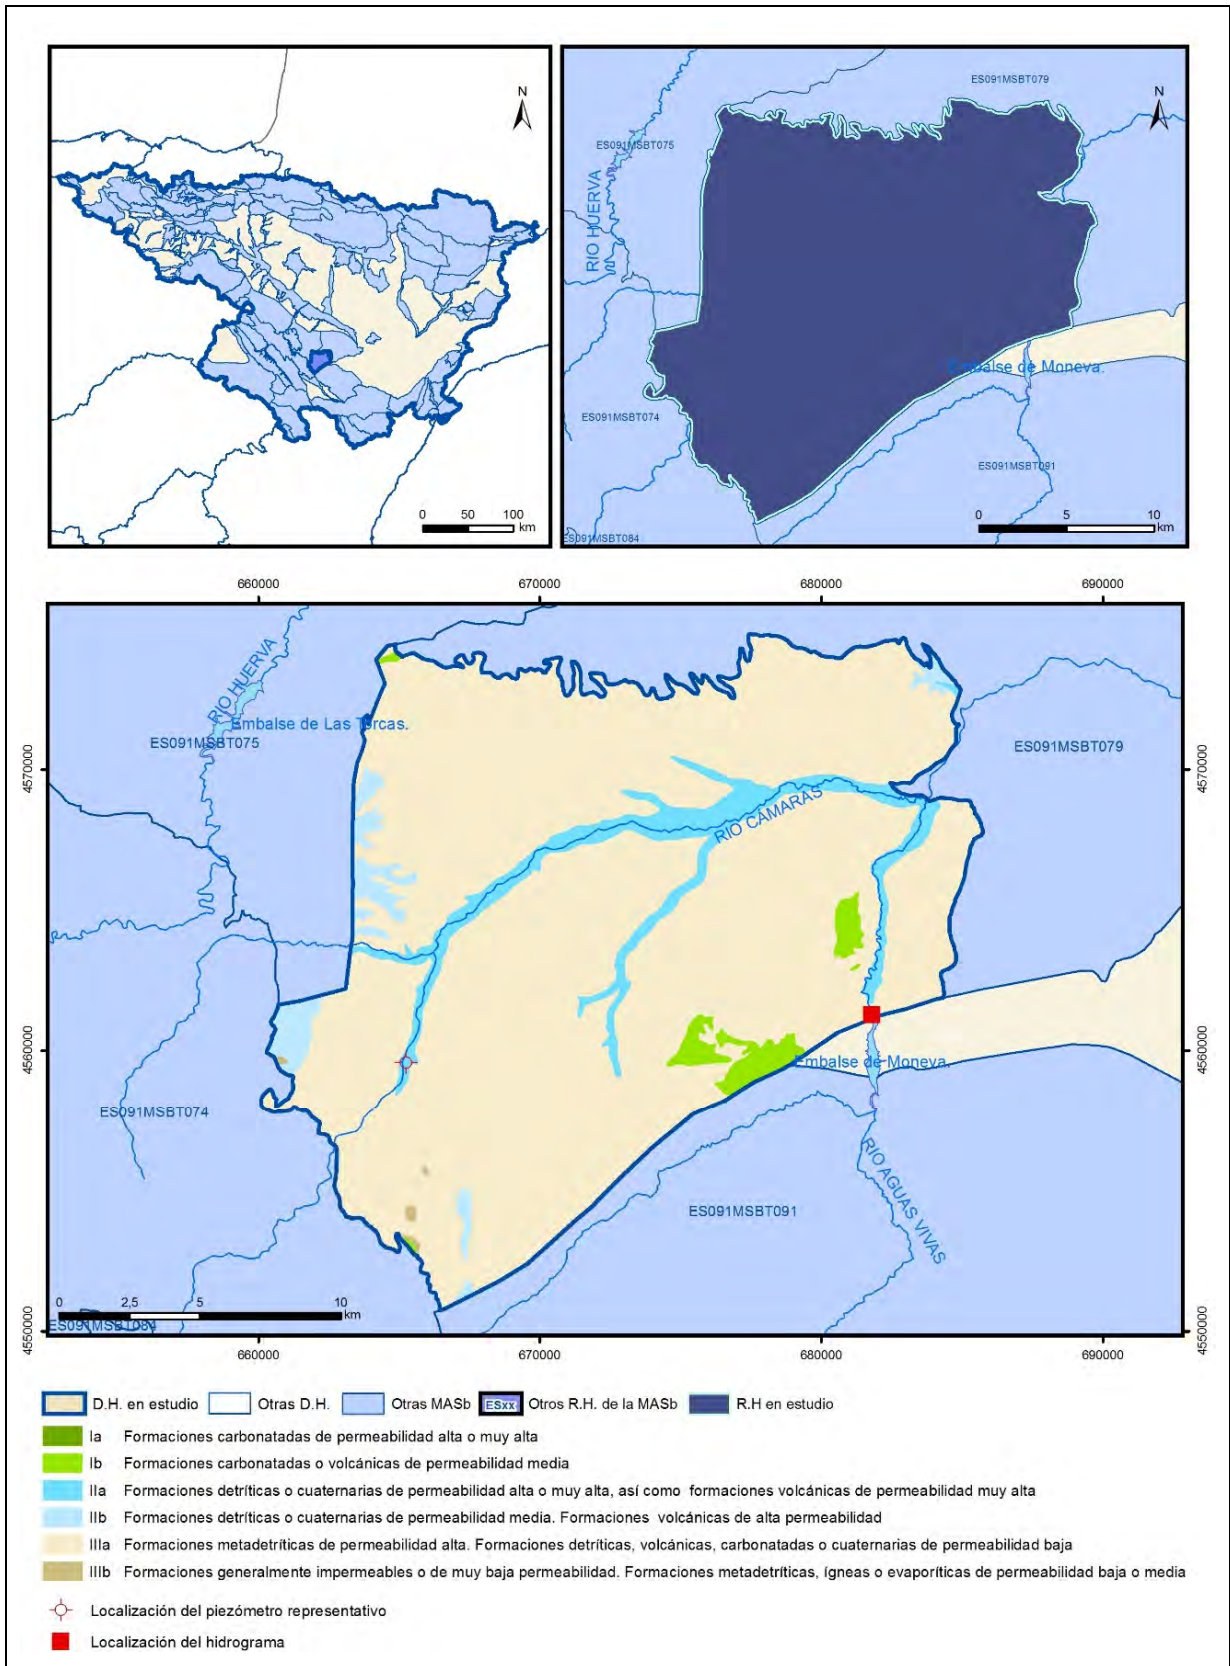 N
0 50 100
km
ES091MSBT079
N
ES091MSBT075
RIO HUERVA
Embalse de Moneva.
ES091MSBT074
ES091MSBT091
ES091MSBT084
0 5 10
km
660000 670000 680000 690000
RIO HUERVA
Embalse de Las Torcas.
ES091MSBT075
ES091MSBT079
4570000
4570000
RIO CÁMARAS
4560000
4560000
Embalse de Moneva.
ES091MSBT074
RIO AGUAS VIVAS
ES091MSBT091
0 2,5 5 10
km
ES091MSBT084
4550000
4550000
660000 670000 680000 690000
D.H. en estudio Otras D.H. Otras MASb ESxx Otros R.H. de la MASb R.H en estudio
Ia Formaciones carbonatadas de permeabilidad alta o muy alta
Ib Formaciones carbonatadas o volcánicas de permeabilidad media
IIa Formaciones detríticas o cuaternarias de permeabilidad alta o muy alta, así como formaciones volcánicas de permeabilidad muy alta
IIb Formaciones detríticas o cuaternarias de permeabilidad media. Formaciones volcánicas de alta permeabilidad
IIIa Formaciones metadetríticas de permeabilidad alta. Formaciones detríticas, volcánicas, carbonatadas o cuaternarias de permeabilidad baja
IIIb Formaciones generalmente impermeables o de muy baja permeabilidad. Formaciones metadetríticas, ígneas o evaporíticas de permeabilidad baja o media
Localización del piezómetro representativo
Localización del hidrograma